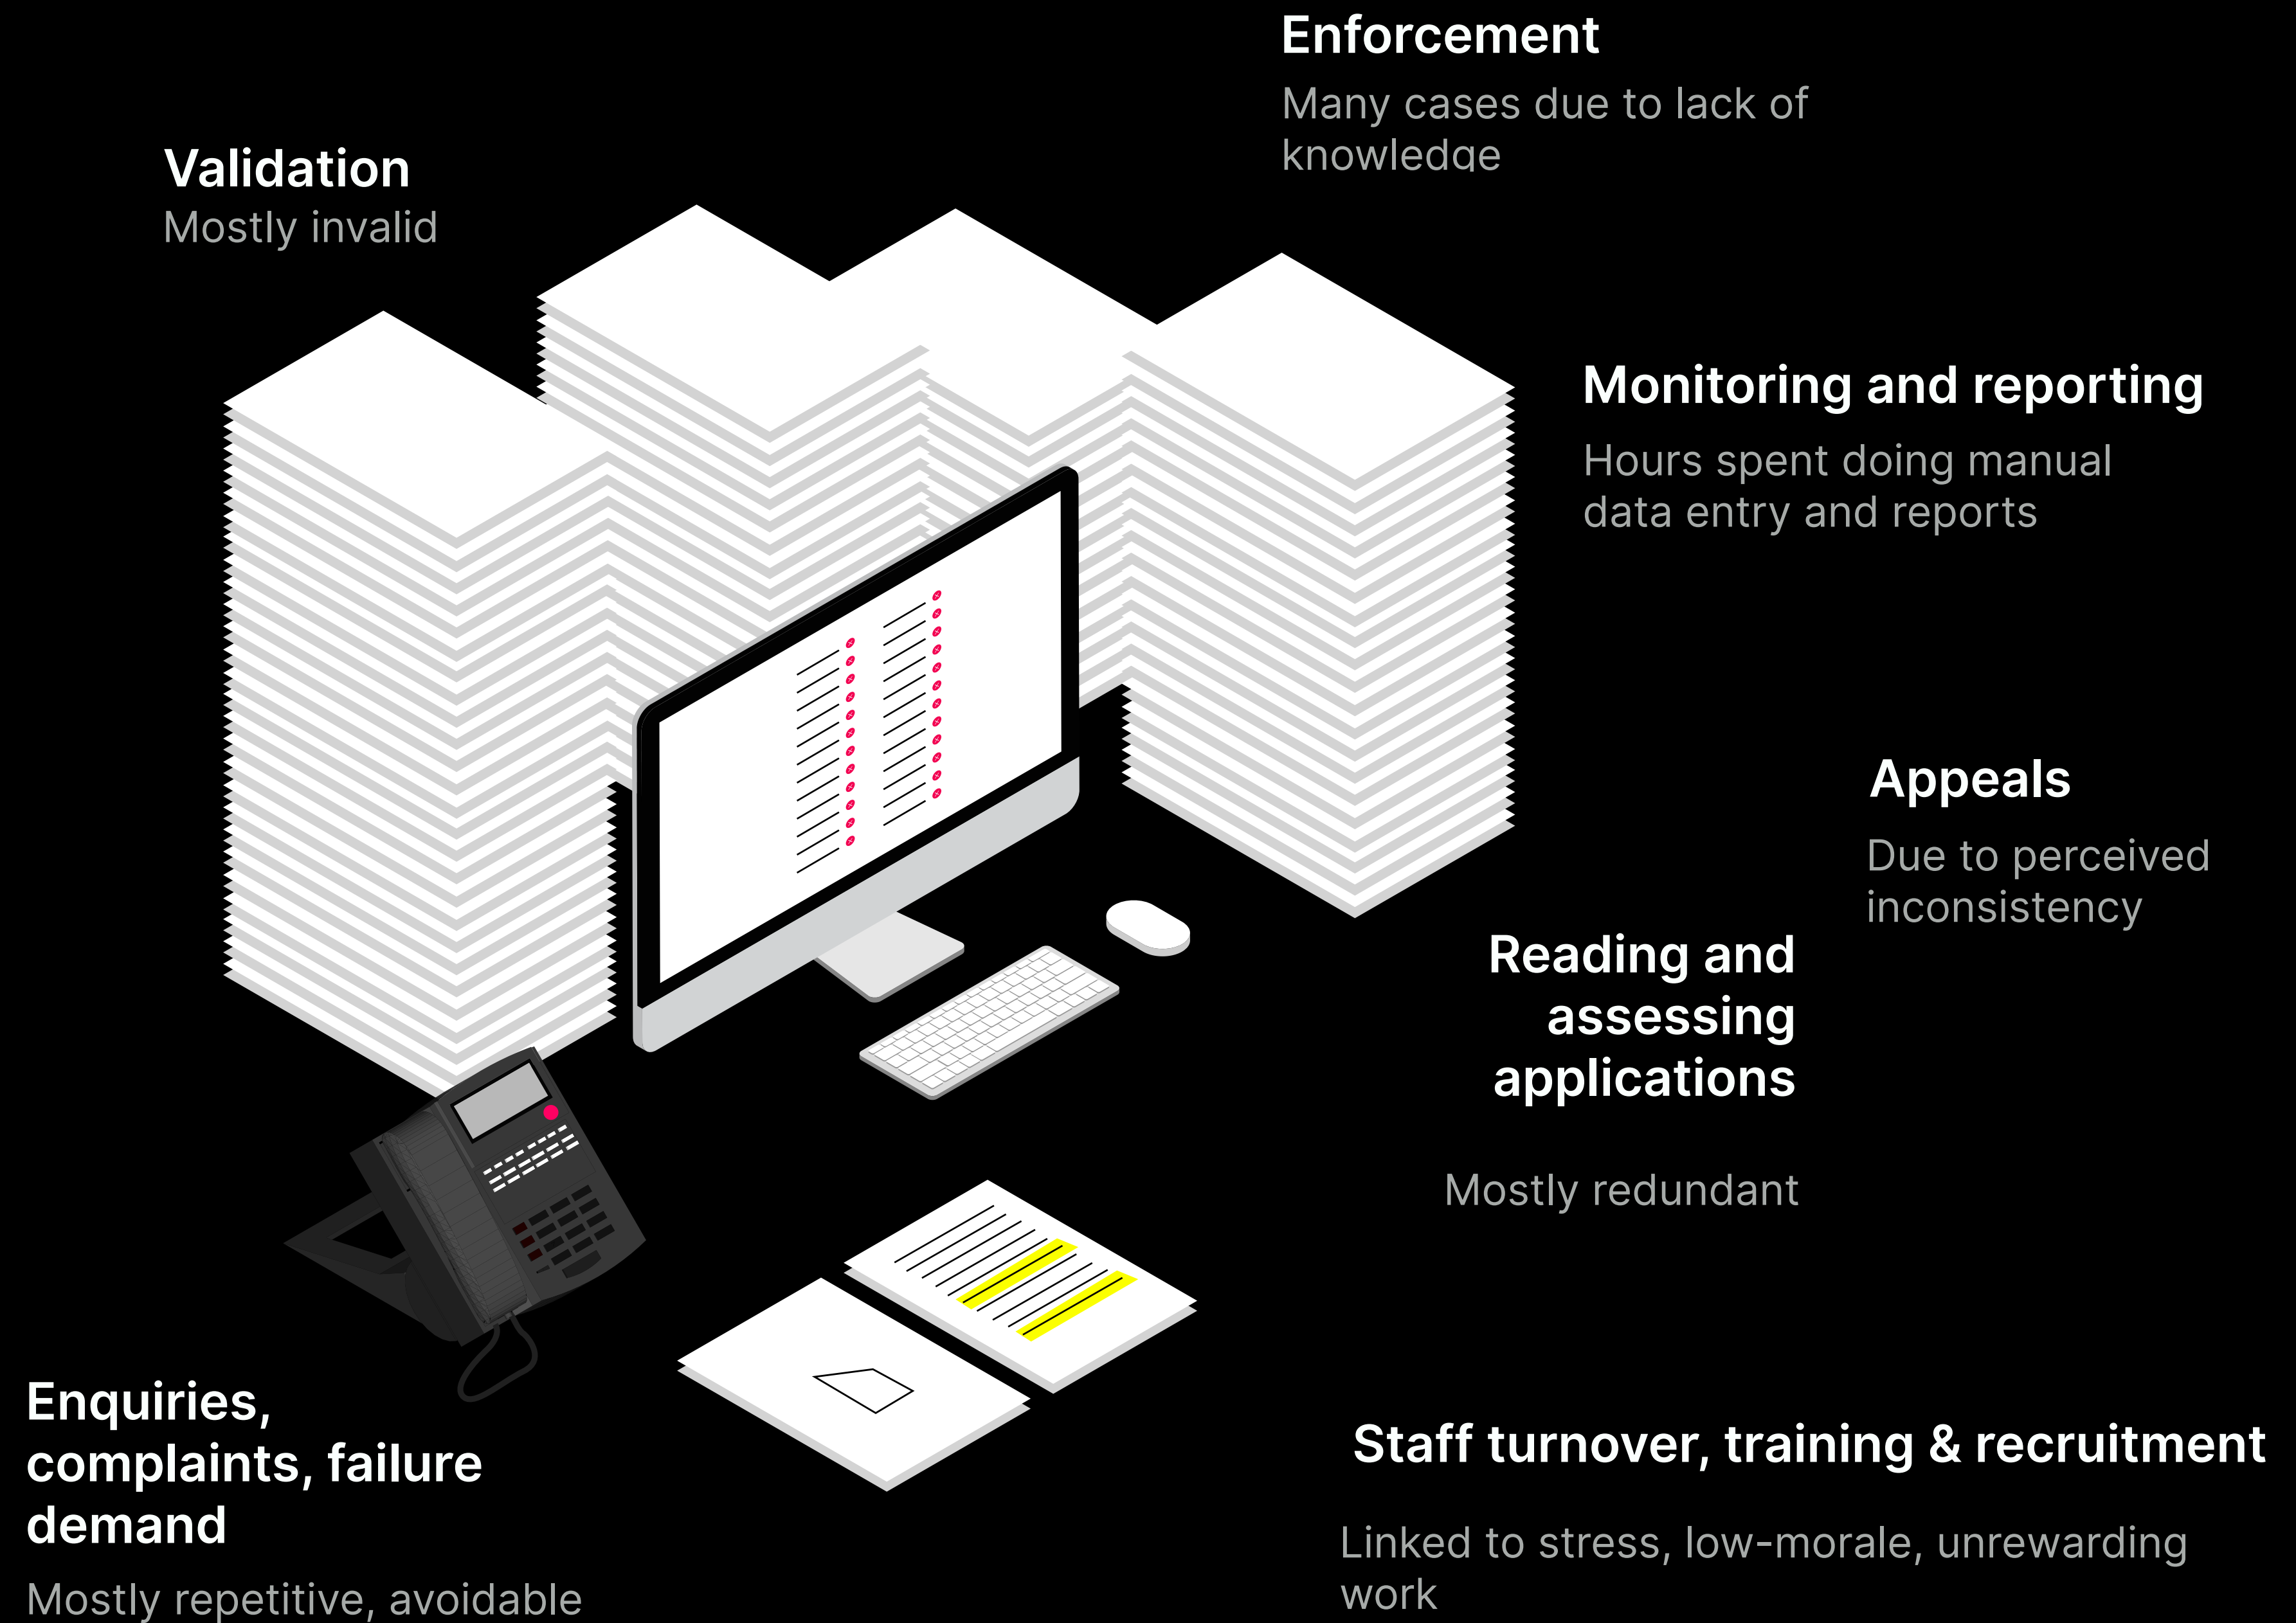 Enforcement
Many cases due to lack of
knowledge
Validation
Mostly invalid
Monitoring and reporting
Hours spent doing manual
data entry and reports
Appeals
Due to perceived
inconsistency
Reading and
assessing
applications
Mostly redundant
Enquiries,
complaints, failure
demand
Mostly repetitive, avoidable
Staff turnover, training & recruitment
Linked to stress, low-morale, unrewarding
work